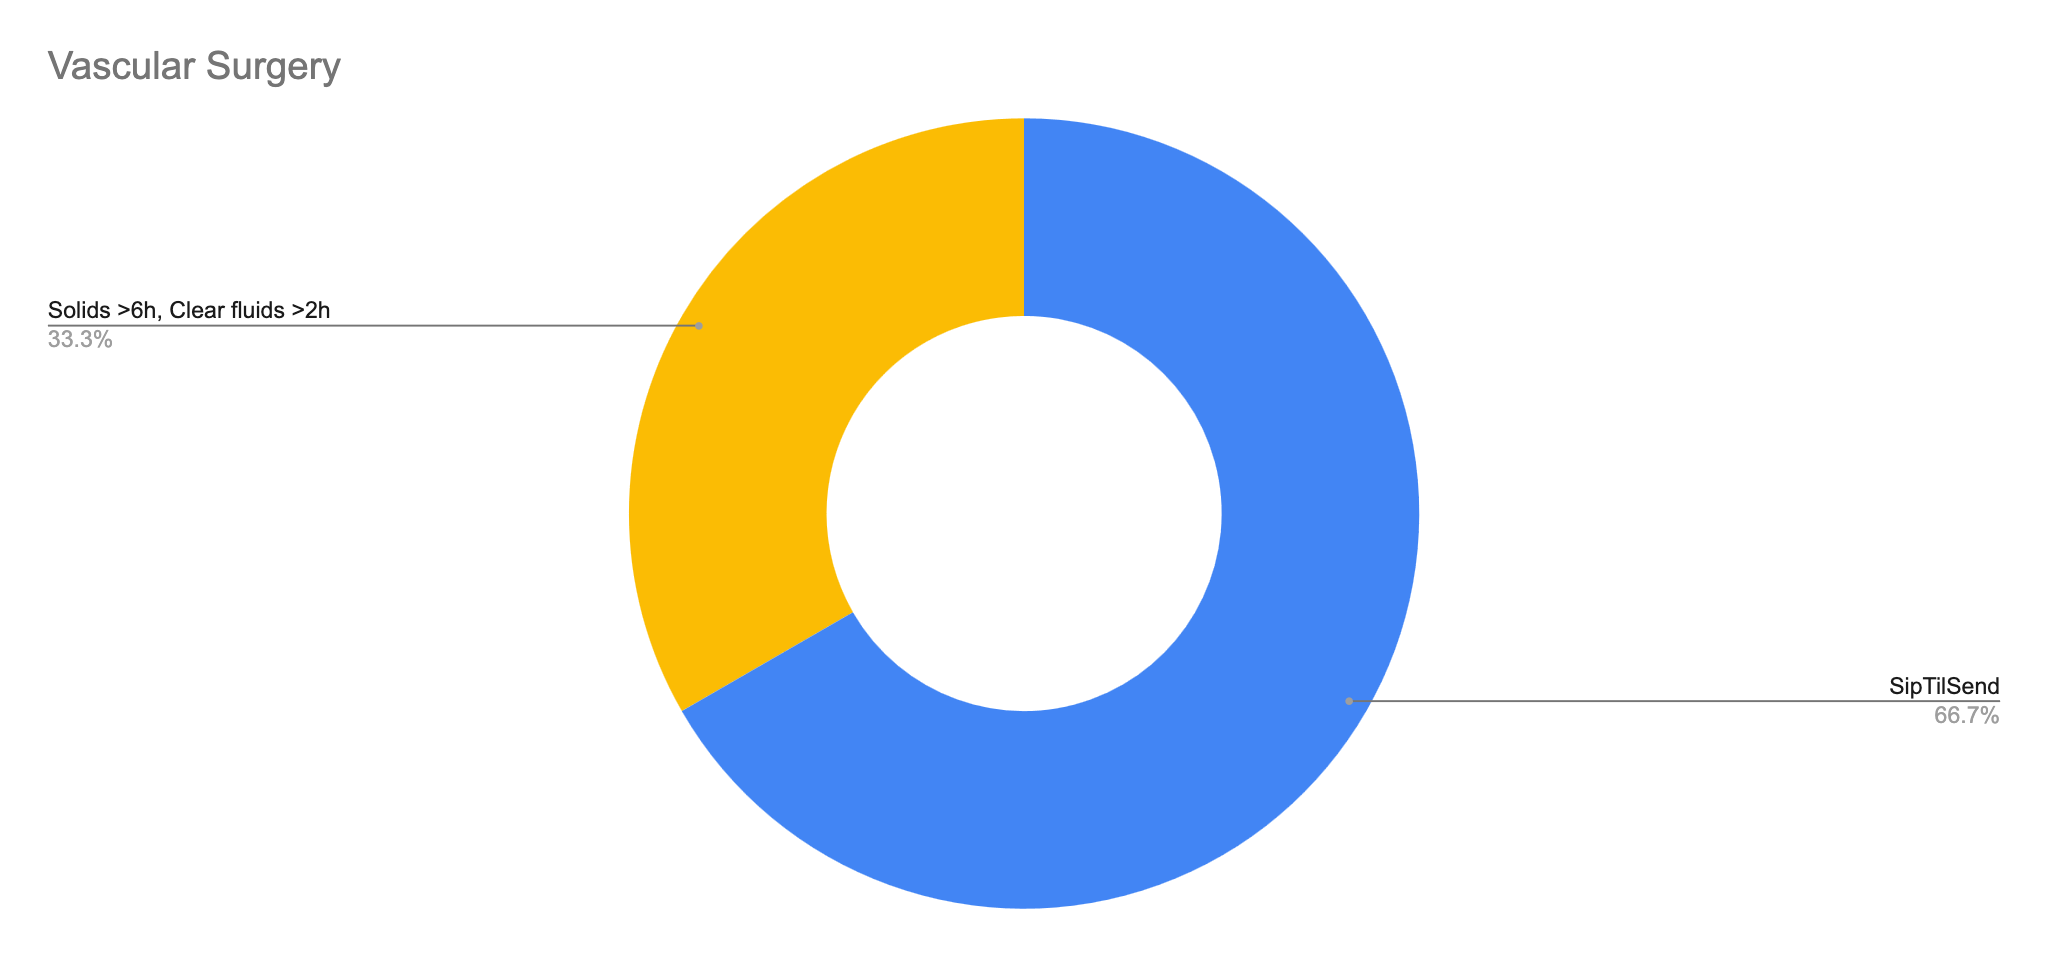 Vascular Surgery
Solids >6h, Clear fluids >2h
33.3%
SipTilSend
66.7%